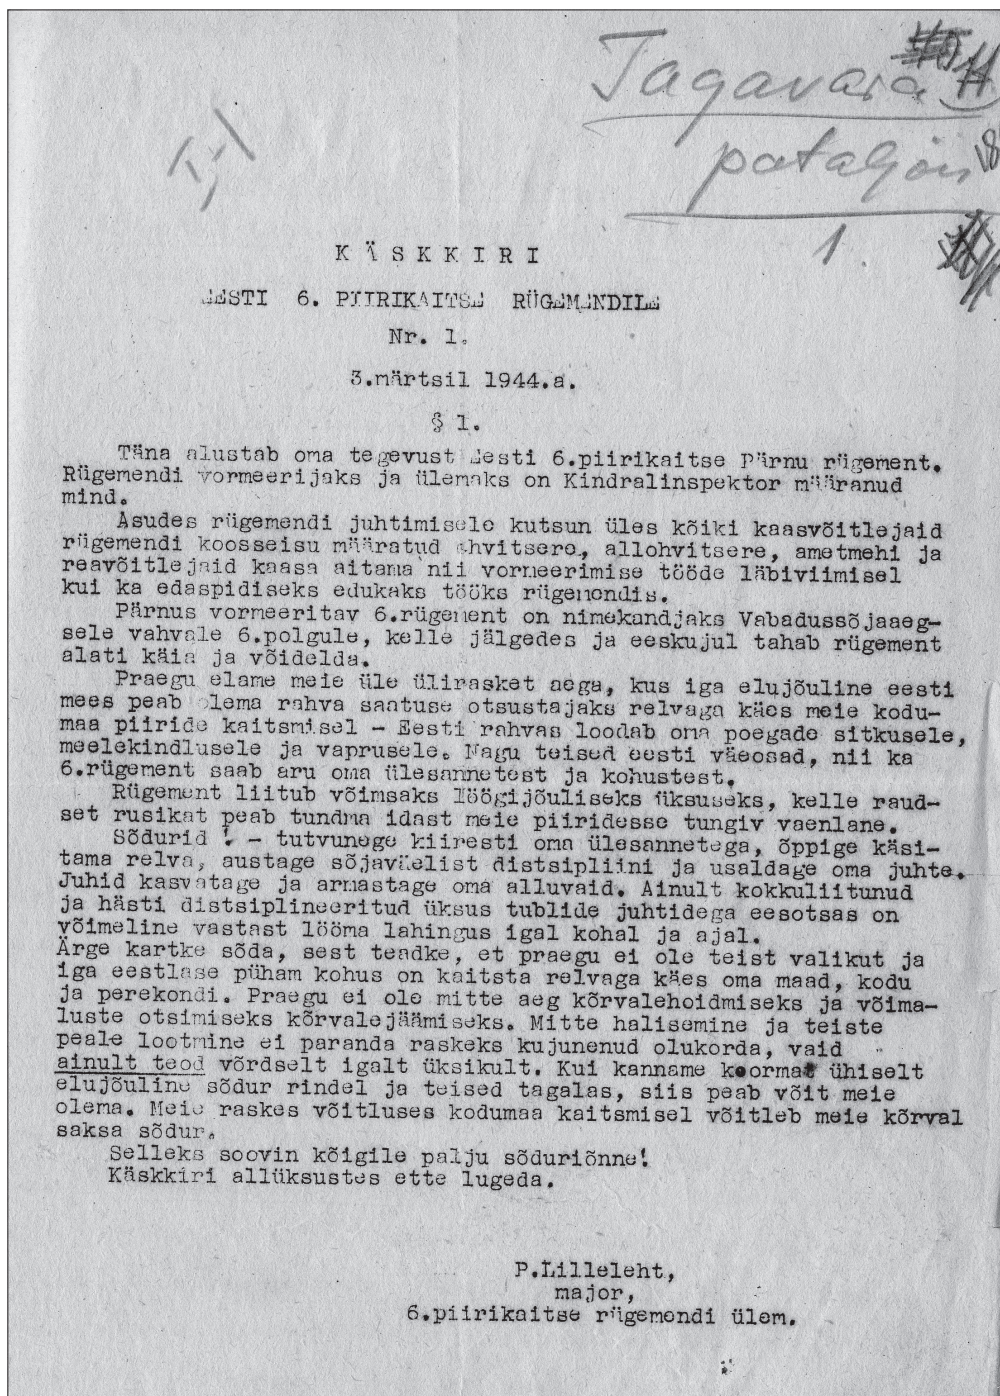 Tagavara
pataljon
1.
KÄSKKIRI
EESTI 6. PIIRIKAITSE RÜGEMENDILE
Nr. 1.
3.märtsil 1944.a.
§ 1.
Täna alustab oma tegevust Eesti 6.piirikaitse Pärnu rügement.
Rügemendi vormeerijaks ja ülemaks on Kindralinspektor määranud
mind.
Asudes rügemendi juhtimisele kutsun üles kõiki kaasvõitlejaid
rügemendi koosseisu määratud ohvitsere, allohvitsere, ametmehi ja
reavõitlejaid kaasa aitama nii vormeerimise tööde läbiviimisel
kui ka edaspidiseks edukaks tööks rügemendis.
Pärnus vormeeritav 6.rügement on nimekandjaks Vabadussõjaaeg-
sele vahvale 6.polgule, kelle jälgedes ja eeskujul tahab rügement
alati käia ja võidelda.
Praegu elame meie üle ülirasket aega, kus iga elujõuline eesti
mees peab olema rahva saatuse otsustajaks relvaga käes meie kodu-
maa piiride kaitsmisel - Eesti rahvas loodab oma poegade sitkusele,
meelekindlusele ja vaprusele. Nagu teised eesti väeosad, nii ka
6.rügement saab aru oma ülesannetest ja kohustest.
Rügement liitub võimsaks löögijõuliseks üksuseks, kelle raud-
set rusikat peab tundma idast meie piiridesse tungiv vaenlane.
Sõdurid ! - tutvunege kiiresti oma ülesannetega, õppige käsi-
tama relva, austage sõjaväelist distsipliini ja usaldage oma juhte.
Juhid kasvatage ja armastage oma alluvaid. Ainult kokkuliitunud
ja hästi distsiplineeritud üksus tublide juhtidega eesotsas on
võimeline vastast lööma lahingus igal kohal ja ajal.
Ärge kartke sõda, sest teadke, et praegu ei ole teist valikut ja
iga eestlase püham kohus on kaitsta relvaga käes oma maad, kodu
ja perekondi. Praegu ei ole mitte aeg kõrvalehoidmiseks ja võima-
luste otsimiseks kõrvalejäämiseks. Mitte halisemine ja teiste
peale lootmine ei paranda raskeks kujunenud olukorda, vaid
ainult teod võrdselt igalt üksikult. Kui kanname koormat ühiselt
elujõuline sõdur rindel ja teised tagalas, siis peab võit meie
olema. Meie raskes võitluses kodumaa kaitsmisel võitleb meie kõrval
saksa sõdur.
Selleks soovin kõigile palju sõduriõnne!
Käskkiri allüksustes ette lugeda.
P.Lilleleht,
major,
6.piirikaitse rügemendi ülem.